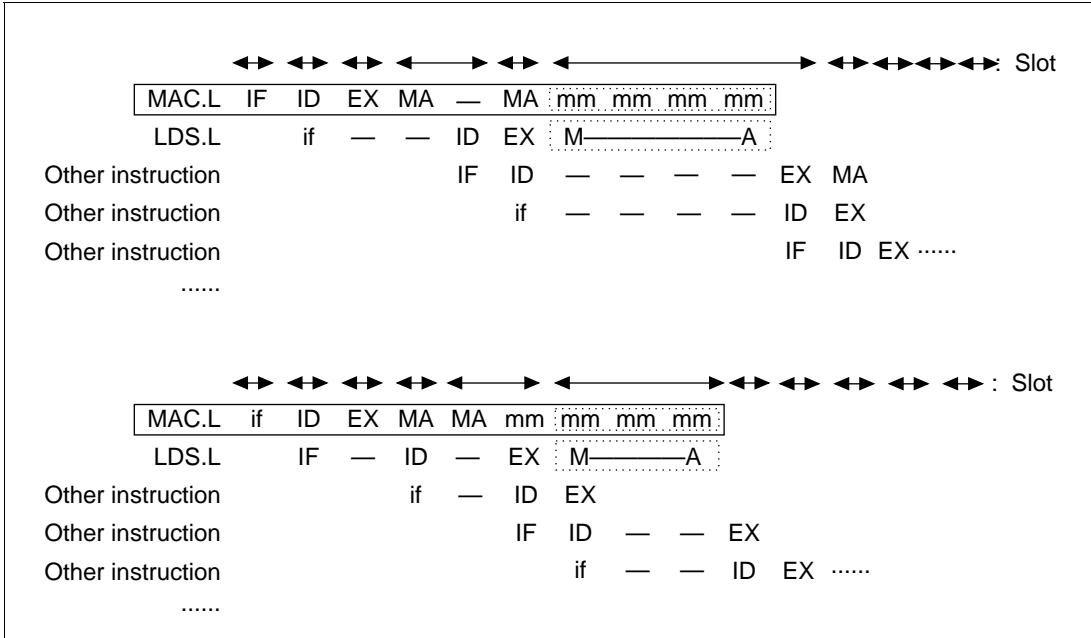 : Slot
MAC.L IF ID EX MA — MA mm mm mm mm
LDS.L if — — ID EX M——————A
Other instruction IF ID — — — — EX MA
Other instruction if — — — — ID EX
Other instruction IF ID EX ······
······
: Slot
MAC.L if ID EX MA MA mm mm mm mm
LDS.L IF — ID — EX M————A
Other instruction if — ID EX
Other instruction IF ID — — EX
Other instruction if — — ID EX ······
······